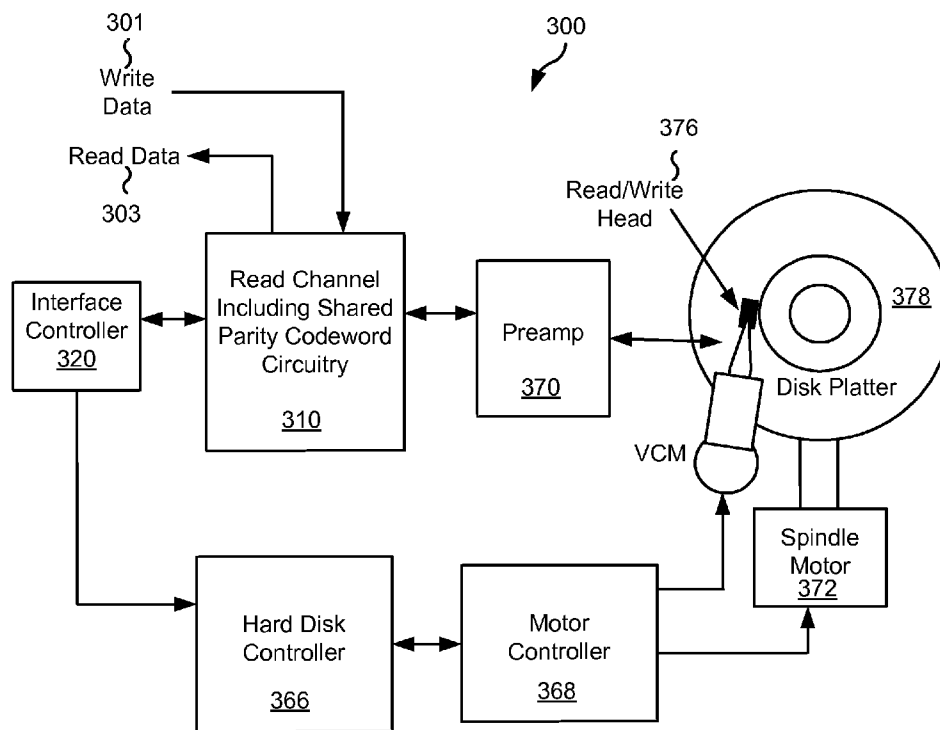 300
301
Write
Data
Read Data
303
376
Read/Write
Head
Interface
Controller
320
Read Channel
Including Shared
Parity Codeword
Circuitry
310
Preamp
370
378
Disk Platter
VCM
Spindle
Motor
372
Hard Disk
Controller
366
Motor
Controller
368